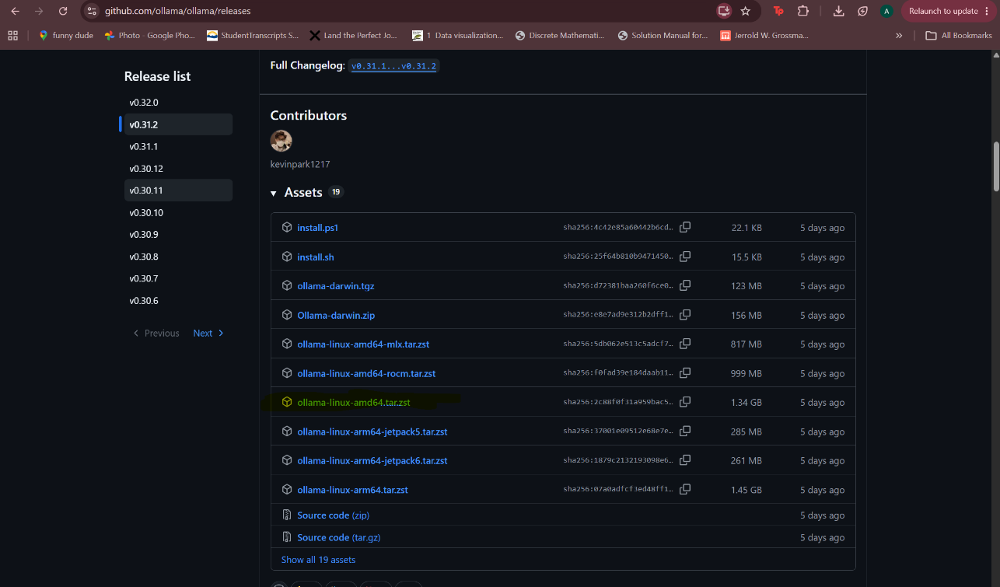 github.com/ollama/ollama/releases
A
Relaunch to update
funny dude
Photo - Google Pho...
StudentTranscripts S...
Land the Perfect Jo...
1 Data visualization...
Discrete Mathemati...
Solution Manual for...
Jerrold W. Grossma...
»
All Bookmarks
Release list
v0.32.0
v0.31.2
v0.31.1
v0.30.12
v0.30.11
v0.30.10
v0.30.9
v0.30.8
v0.30.7
v0.30.6
Previous Next
Full Changelog: v0.31.1...v0.31.2
Contributors
kevinpark1217
Assets 19
install.ps1 sha256:4c42e85a60442b6cd… 22.1 KB 5 days ago
install.sh sha256:25f64b810b9471450… 15.5 KB 5 days ago
ollama-darwin.tgz sha256:d72381baa260f6ce0… 123 MB 5 days ago
Ollama-darwin.zip sha256:e8e7ad9e312b2dff1… 156 MB 5 days ago
ollama-linux-amd64-mlx.tar.zst sha256:5db062e513c5adcf7… 817 MB 5 days ago
ollama-linux-amd64-rocm.tar.zst sha256:f0fad39e184daab11… 999 MB 5 days ago
ollama-linux-amd64.tar.zst sha256:2c88f0f31a959bac5… 1.34 GB 5 days ago
ollama-linux-arm64-jetpack5.tar.zst sha256:37001e09512e68e7e… 285 MB 5 days ago
ollama-linux-arm64-jetpack6.tar.zst sha256:1879c2132193098e6… 261 MB 5 days ago
ollama-linux-arm64.tar.zst sha256:07a0adfcf3ed48ff1… 1.45 GB 5 days ago
Source code (zip) 5 days ago
Source code (tar.gz) 5 days ago
Show all 19 assets